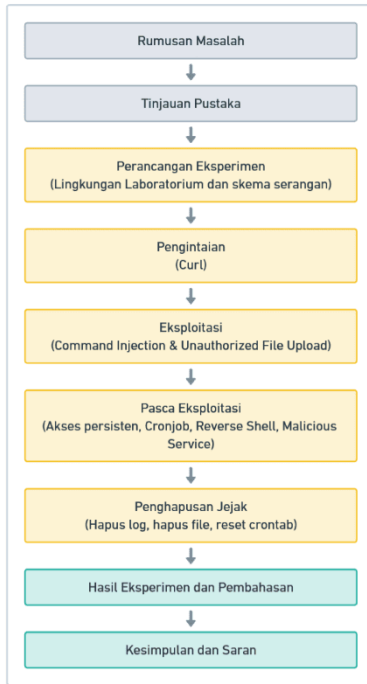 Rumusan Masalah
Tinjauan Pustaka
Perancangan Eksperimen
(Lingkungan Laboratorium dan skema serangan)
Pengintaian
(Curl)
Eksploitasi
(Command Injection & Unauthorized File Upload)
Pasca Eksploitasi
(Akses persisten, Cronjob, Reverse Shell, Malicious
Service)
Penghapusan Jejak
(Hapus log, hapus file, reset crontab)
Hasil Eksperimen dan Pembahasan
Kesimpulan dan Saran